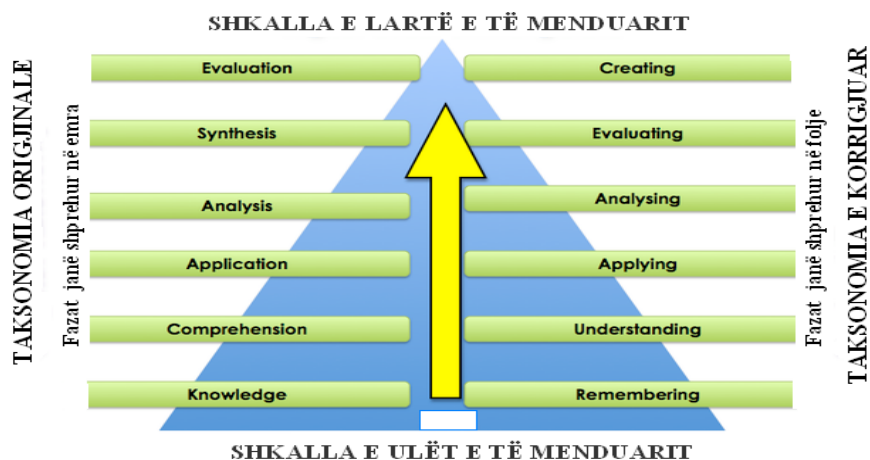 SHKALLA E LARTË E TË MENDUARIT
TAKSONOMIA ORIGJINALE
Fazat janë shprehur në emra
Evaluation
Synthesis
Analysis
Application
Comprehension
Knowledge
Creating
Evaluating
Analysing
Applying
Understanding
Remembering
Fazat janë shprehur në folje
TAKSONOMIA E KORRIGJUAR
SHKALLA E ULËT E TË MENDUARIT